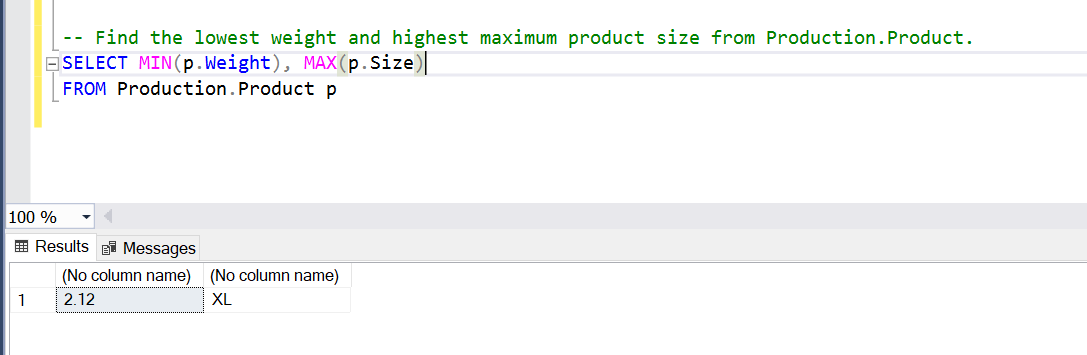 -- Find the lowest weight and highest maximum product size from Production.Product.
SELECT MIN(p.Weight), MAX(p.Size)
FROM Production.Product p
100 %
Results Messages
(No column name) (No column name)
1 2.12 XL